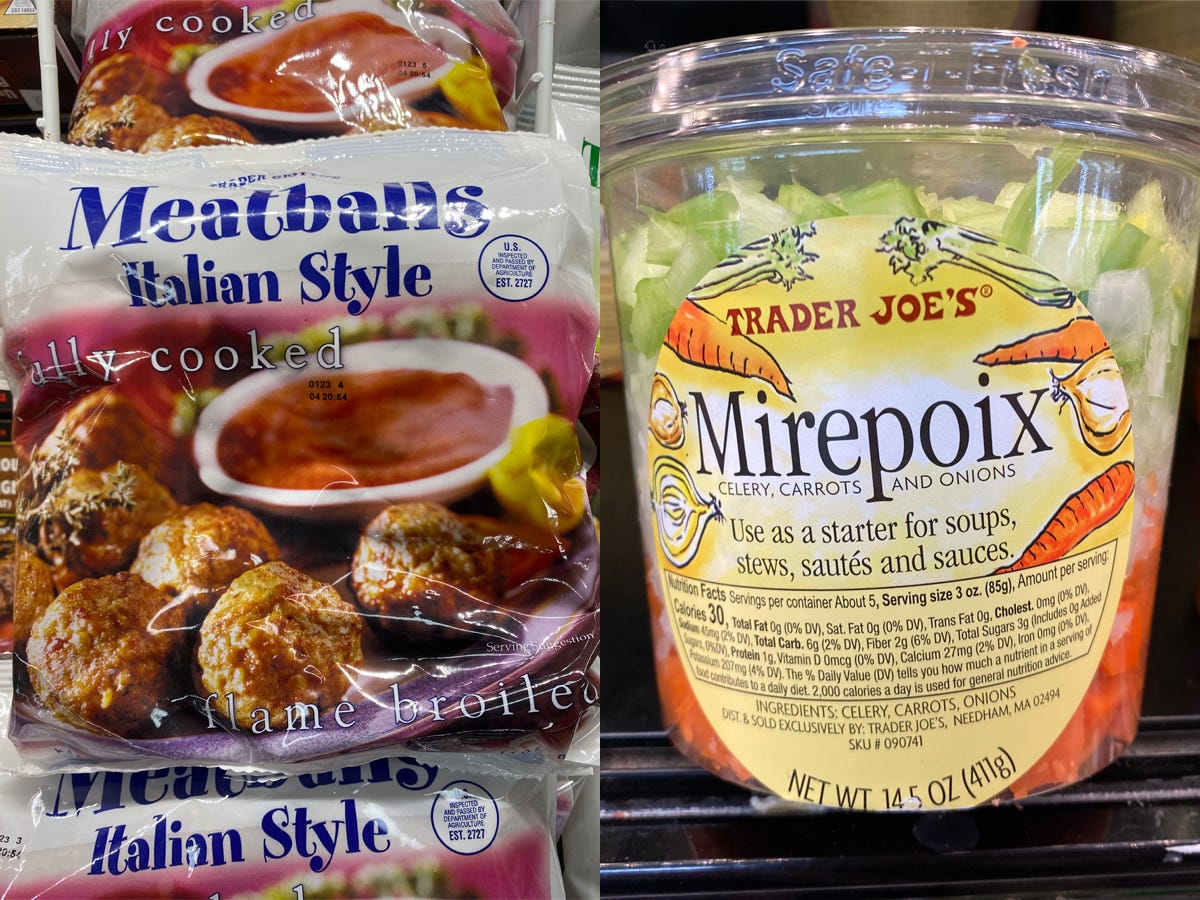 ully cooked
0123 5
04 20:54
Meatballs
Italian Style
U.S.
INSPECTED
AND PASSED BY
DEPARTMENT OF
AGRICULTURE
EST. 2727
fully cooked
0123 4
04 20:54
Serving Suggestion
flame broiled
Meatballs
Italian Style
INSPECTED
AND PASSED BY
DEPARTMENT OF
AGRICULTURE
EST. 2727
23 3
Safe-T-Fresh
TRADER JOE'S®
Mirepoix
CELERY, CARROTS AND ONIONS
Use as a starter for soups,
stews, sautés and sauces.
Nutrition Facts Servings per container About 5, Serving size 3 oz. (85g), Amount per serving:
Calories 30, Total Fat 0g (0% DV), Sat. Fat 0g (0% DV), Trans Fat 0g, Cholest. 0mg (0% DV),
Sodium 45mg (2% DV), Total Carb. 6g (2% DV), Fiber 2g (6% DV), Total Sugars 3g (Includes 0g Added
Sugars, 0%DV), Protein 1g, Vitamin D 0mcg (0% DV), Calcium 27mg (2% DV), Iron 0mg (0% DV),
Potassium 207mg (4% DV). The % Daily Value (DV) tells you how much a nutrient in a serving of
food contributes to a daily diet. 2,000 calories a day is used for general nutrition advice.
INGREDIENTS: CELERY, CARROTS, ONIONS
DIST. & SOLD EXCLUSIVELY BY: TRADER JOE'S, NEEDHAM, MA 02494
SKU # 090741
NET WT. 14.5 OZ (411g)